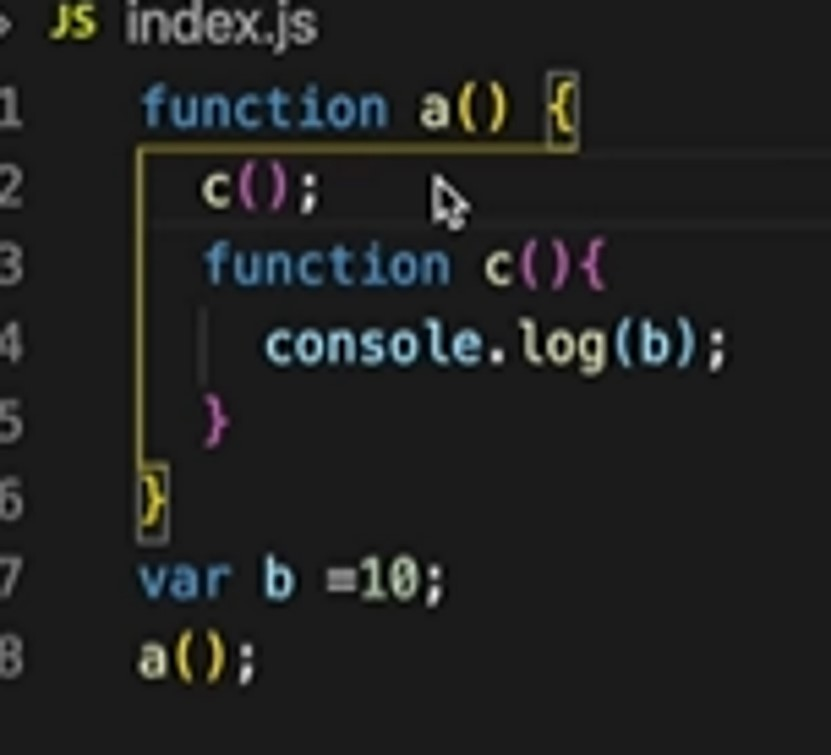 JS index.js
1 function a() {
2 c();
3 function c(){
4 console.log(b);
5 }
6 }
7 var b =10;
8 a();